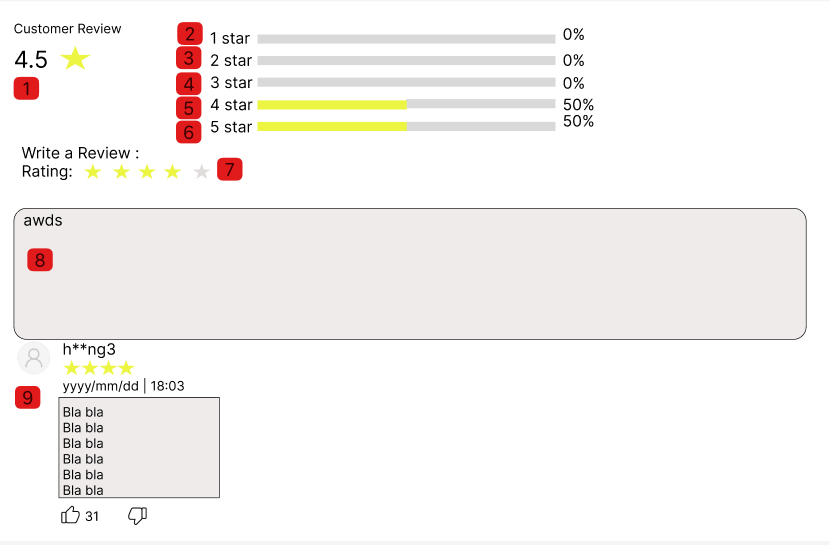 Customer Review
4.5
1
2 1 star 0%
3 2 star 0%
4 3 star 0%
5 4 star 50%
6 5 star 50%
Write a Review :
Rating: 7
awds
8
h**ng3
yyyy/mm/dd | 18:03
9
Bla bla
Bla bla
Bla bla
Bla bla
Bla bla
Bla bla
31